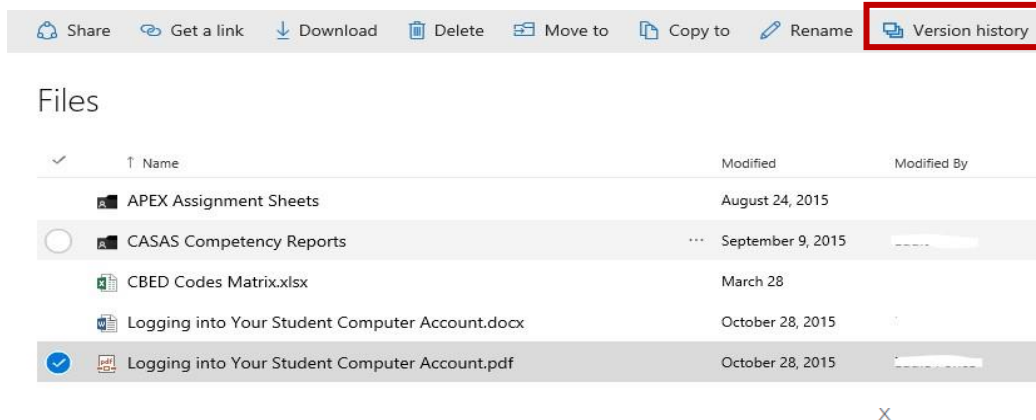 Share Get a link Download Delete Move to Copy to Rename Version history
Files
Name Modified Modified By
APEX Assignment Sheets August 24, 2015
CASAS Competency Reports ... September 9, 2015
CBED Codes Matrix.xlsx March 28
Logging into Your Student Computer Account.docx October 28, 2015
Logging into Your Student Computer Account.pdf October 28, 2015
X